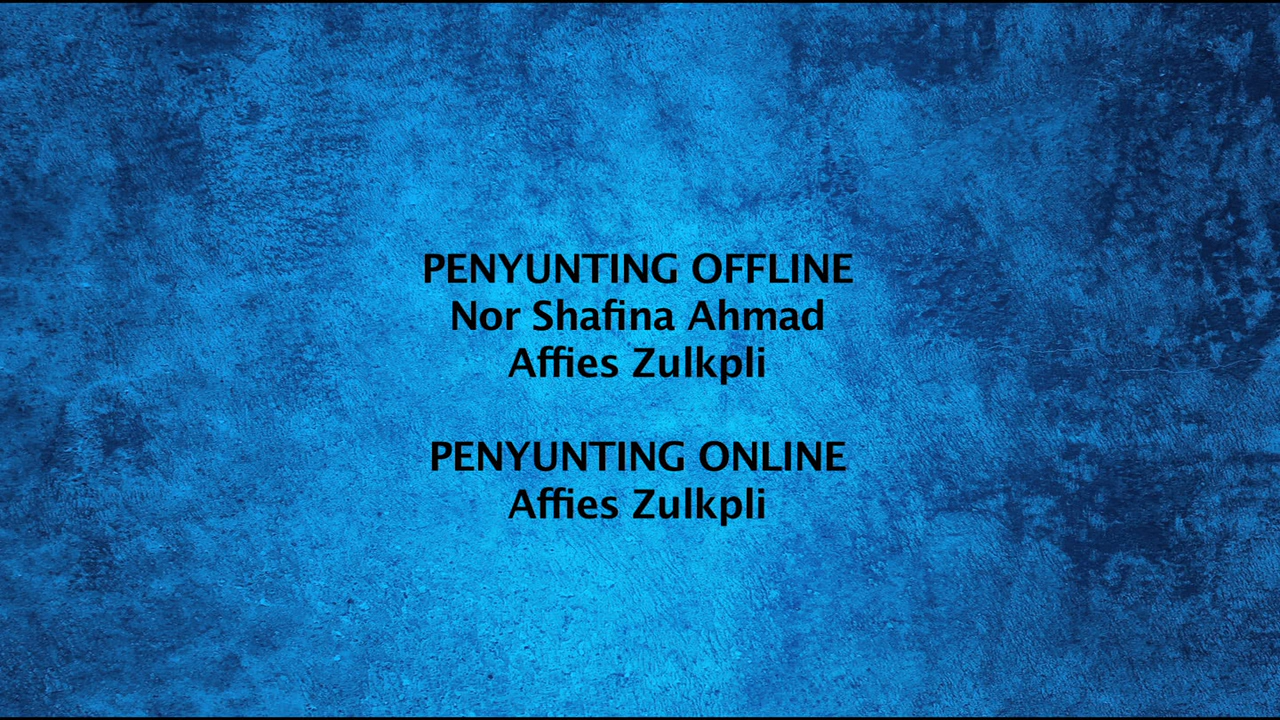 PENYUNTING OFFLINE
Nor Shafina Ahmad
Affies Zulkpli
PENYUNTING ONLINE
Affies Zulkpli